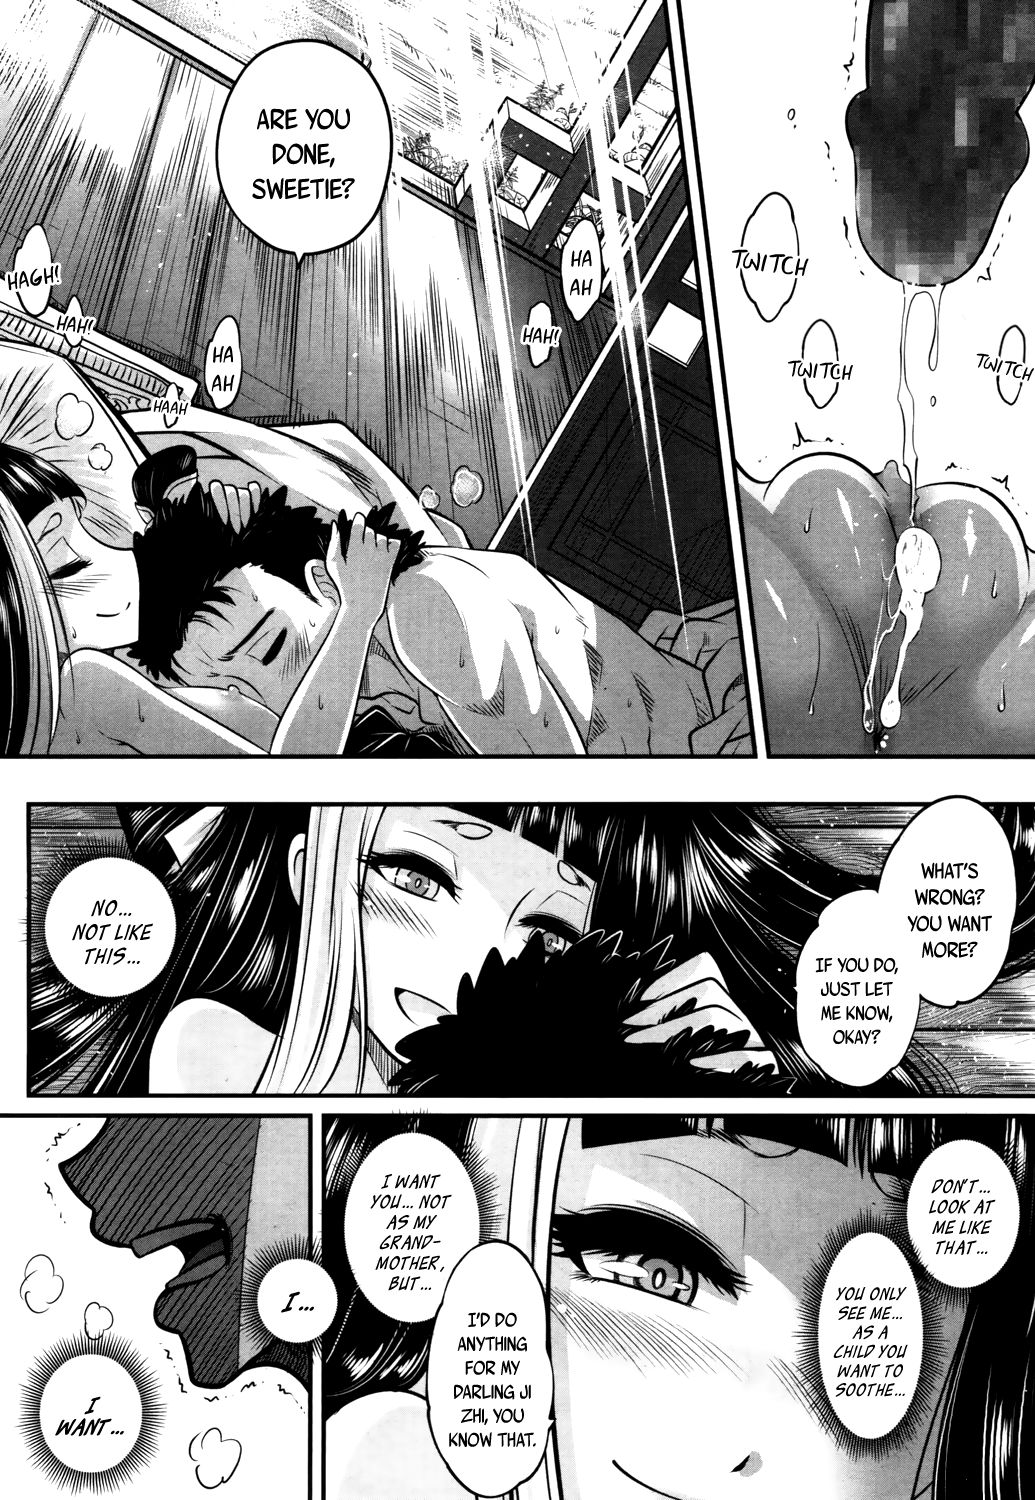 TWITCH
TWITCH
TWITCH
ARE YOU
DONE,
SWEETIE?
HA
AH
HAH!
HA
AH
HAAH
HAH!
HAGH!
WHAT'S
WRONG?
YOU WANT
MORE?
IF YOU DO,
JUST LET
ME KNOW,
OKAY?
NO...
NOT LIKE
THIS...
DON'T...
LOOK AT
ME LIKE
THAT...
YOU ONLY
SEE ME...
AS A
CHILD YOU
WANT TO
SOOTHE...
I WANT
YOU... NOT
AS MY
GRAND-
MOTHER,
BUT...
I'D DO
ANYTHING
FOR MY
DARLING JI
ZHI, YOU
KNOW THAT.
I...
I
WANT...